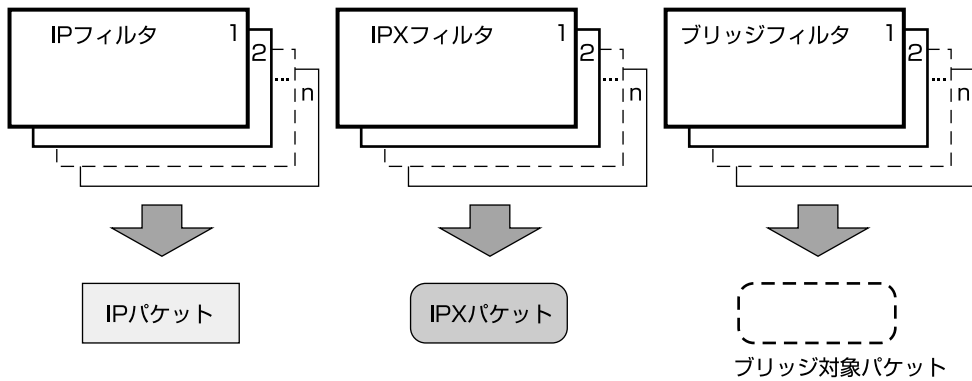 IPフィルタ 1
2
...
n
IPXフィルタ 1
2
...
n
ブリッジフィルタ 1
2
...
n
IPパケット
IPXパケット
ブリッジ対象パケット